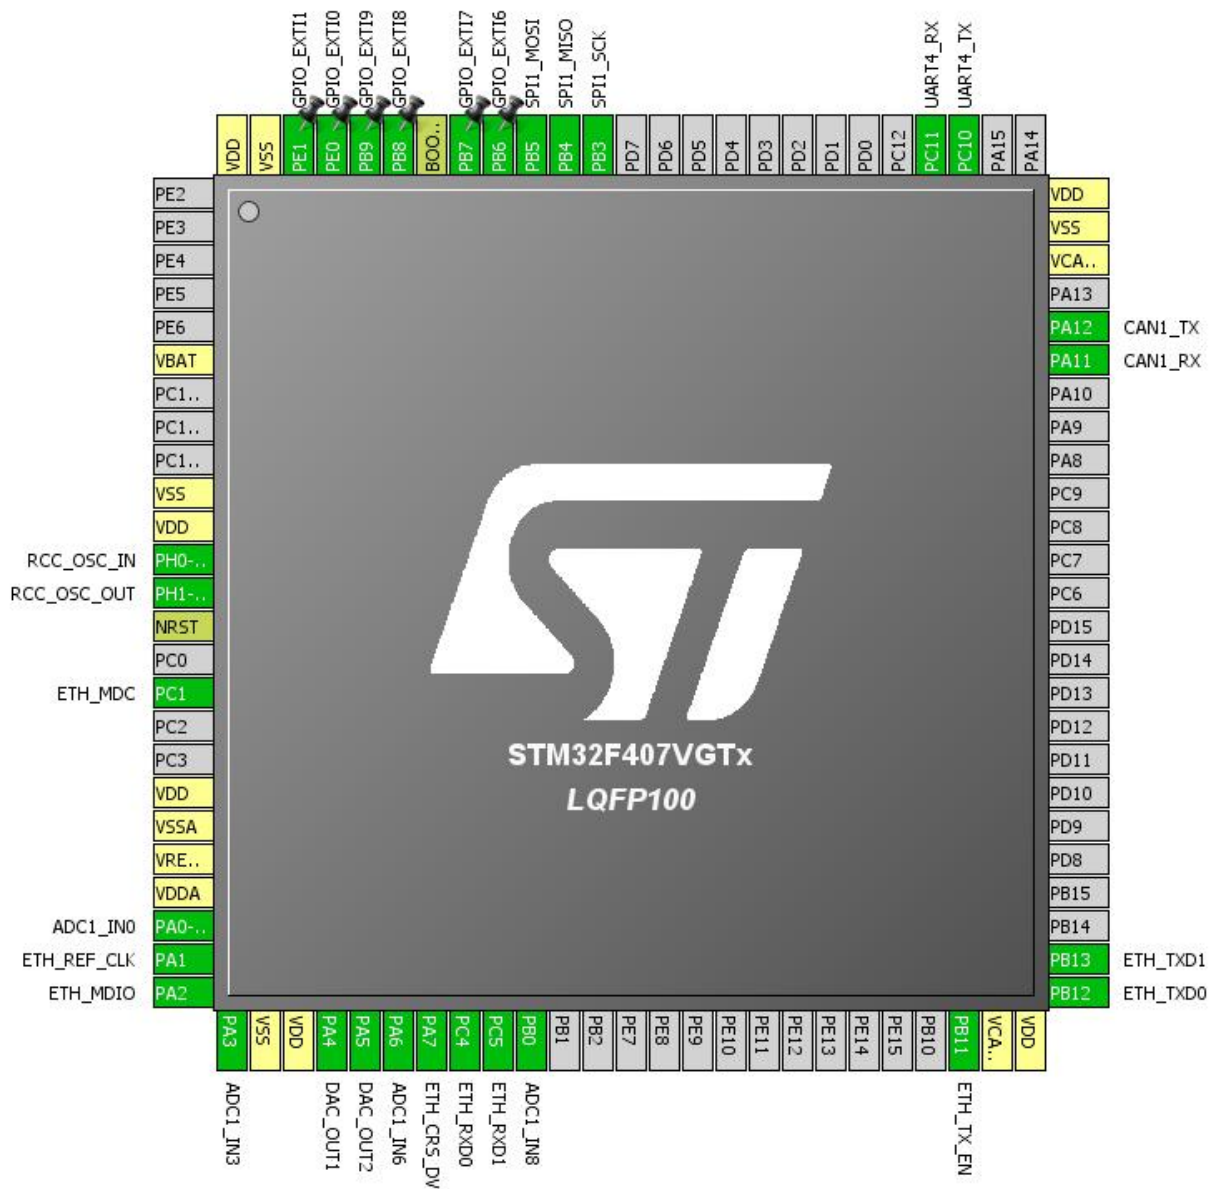 GPIO_EXTI1
GPIO_EXTI0
GPIO_EXTI9
GPIO_EXTI8
GPIO_EXTI7
GPIO_EXTI6
SPI1_MOSI
SPI1_MISO
SPI1_SCK
UART4_RX
UART4_TX
VDD
VSS
PE1
PE0
PB9
PB8
BOO..
PB7
PB6
PB5
PB4
PB3
PD7
PD6
PD5
PD4
PD3
PD2
PD1
PD0
PC12
PC11
PC10
PA15
PA14
PE2
PE3
PE4
PE5
PE6
VBAT
PC1..
PC1..
PC1..
VSS
VDD
RCC_OSC_IN PH0-..
RCC_OSC_OUT PH1-..
NRST
PC0
ETH_MDC PC1
PC2
PC3
VDD
VSSA
VRE..
VDDA
ADC1_IN0 PA0-..
ETH_REF_CLK PA1
ETH_MDIO PA2
STM32F407VGTx
LQFP100
VDD
VSS
VCA..
PA13
PA12 CAN1_TX
PA11 CAN1_RX
PA10
PA9
PA8
PC9
PC8
PC7
PC6
PD15
PD14
PD13
PD12
PD11
PD10
PD9
PD8
PB15
PB14
PB13 ETH_TXD1
PB12 ETH_TXD0
PA3
VSS
VDD
PA4
PA5
PA6
PA7
PC4
PC5
PB0
PB1
PB2
PE7
PE8
PE9
PE10
PE11
PE12
PE13
PE14
PE15
PB10
PB11
VCA..
VDD
ADC1_IN3
DAC_OUT1
DAC_OUT2
ADC1_IN6
ETH_CRS_DV
ETH_RXD0
ETH_RXD1
ADC1_IN8
ETH_TX_EN